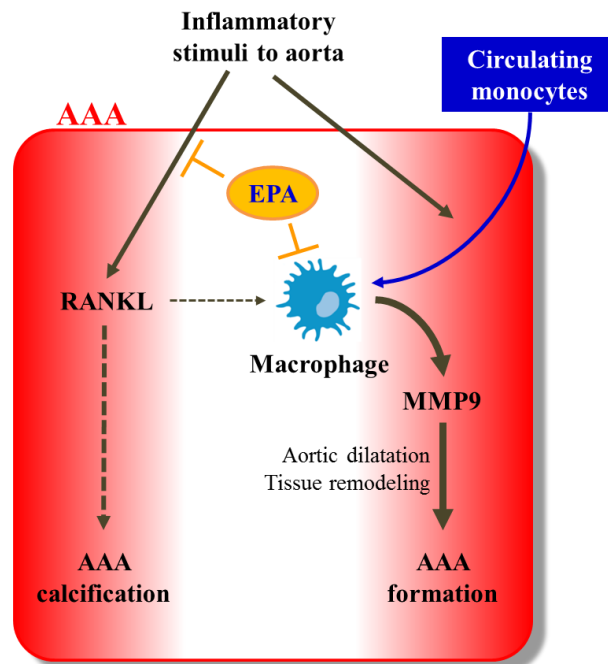 Inflammatory
stimuli to aorta
Circulating
monocytes
AAA
EPA
RANKL
Macrophage
MMP9
Aortic dilatation
Tissue remodeling
AAA
calcification
AAA
formation